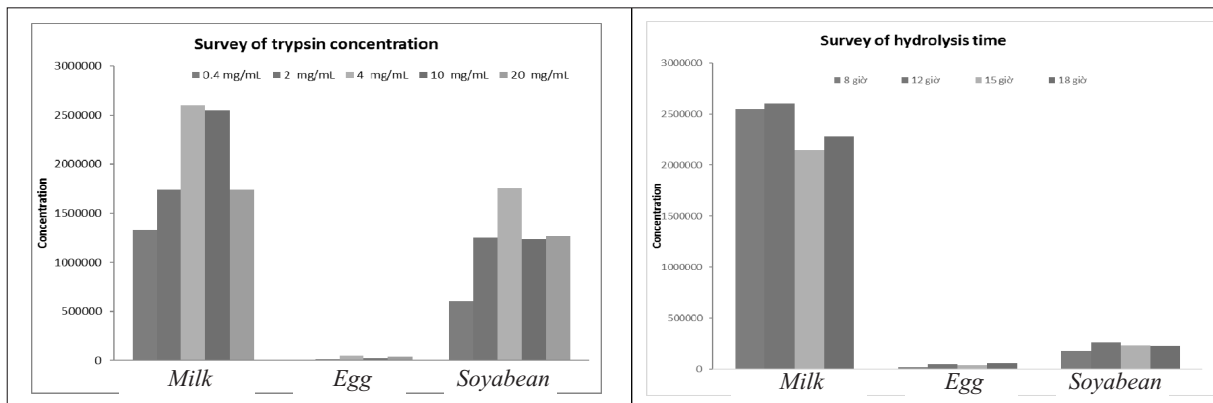 Survey of trypsin concentration
0.4 mg/mL 2 mg/mL 4 mg/mL 10 mg/mL 20 mg/mL
Concentration
3000000
2500000
2000000
1500000
1000000
500000
0
Milk Egg Soyabean
Survey of hydrolysis time
8 giờ 12 giờ 15 giờ 18 giờ
Concentration
3000000
2500000
2000000
1500000
1000000
500000
0
Milk Egg Soyabean